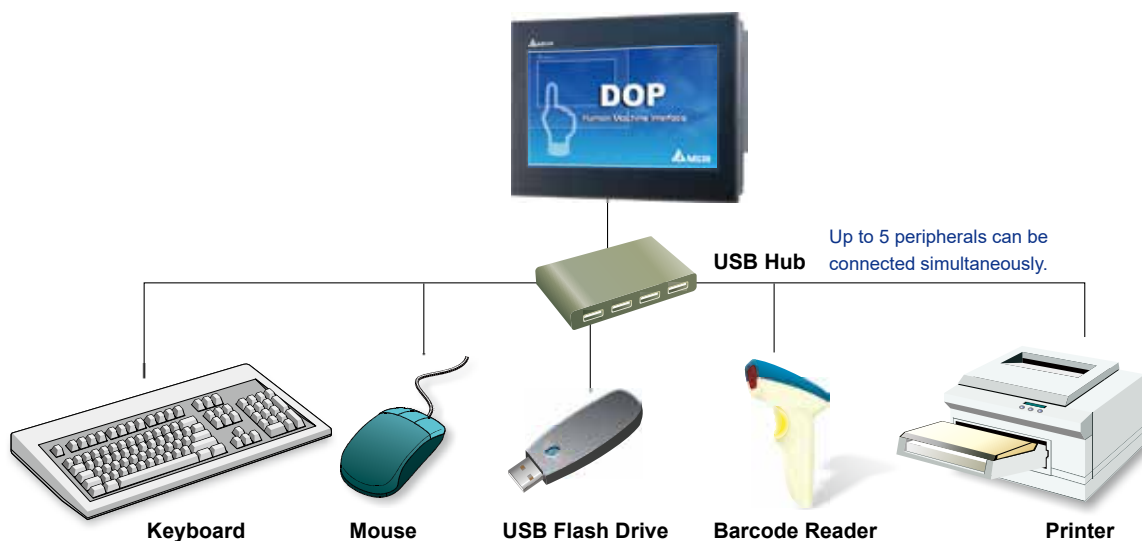 DOP
Human Machine Interface
USB Hub
Up to 5 peripherals can be
connected simultaneously.
Keyboard
Mouse
USB Flash Drive
Barcode Reader
Printer